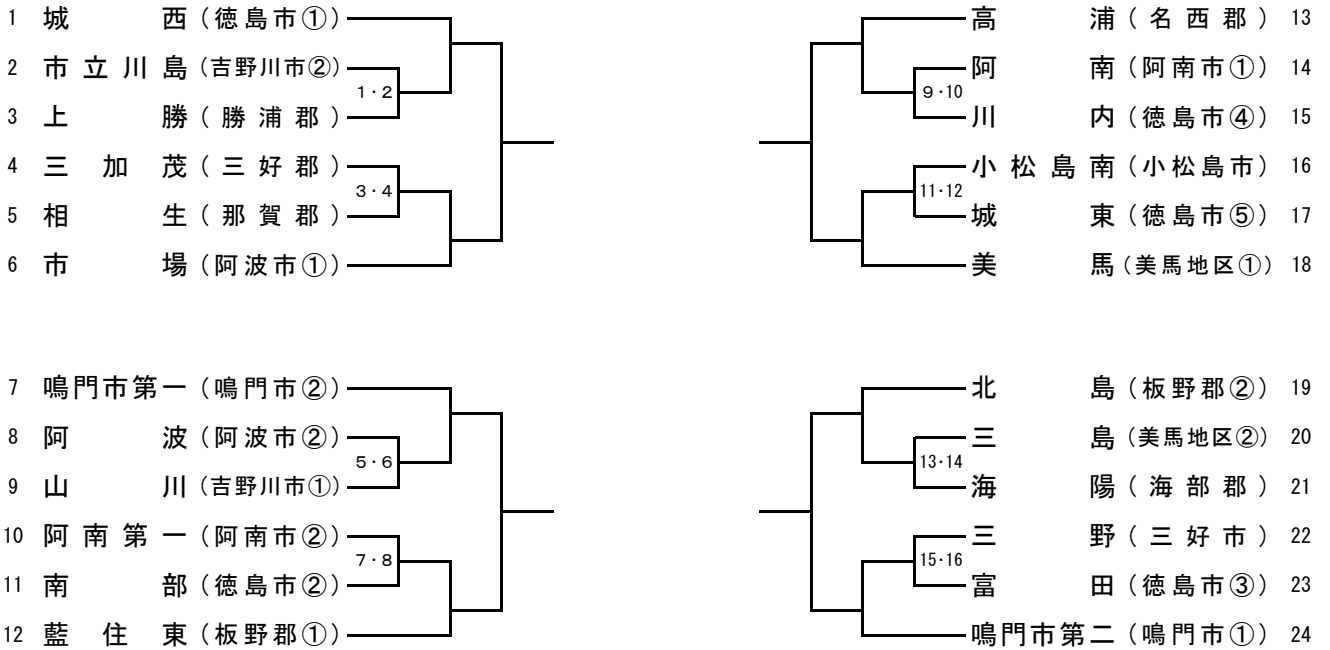 1 城西 (徳島市①)
2 市立川島 (吉野川市②)
1・2
3 上勝 (勝浦郡)
4 三加茂 (三好郡)
3・4
5 相生 (那賀郡)
6 市場 (阿波市①)
7 鳴門市第一 (鳴門市②)
8 阿波 (阿波市②)
5・6
9 山川 (吉野川市①)
10 阿南第一 (阿南市②)
7・8
11 南部 (徳島市②)
12 藍住東 (板野郡①)
高浦 (名西郡) 13
阿南 (阿南市①) 14
9・10
川内 (徳島市④) 15
小松島南 (小松島市) 16
11・12
城東 (徳島市⑤) 17
美馬 (美馬地区①) 18
北島 (板野郡②) 19
三島 (美馬地区②) 20
13・14
海陽 (海部郡) 21
三野 (三好市) 22
15・16
富田 (徳島市③) 23
鳴門市第二 (鳴門市①) 24